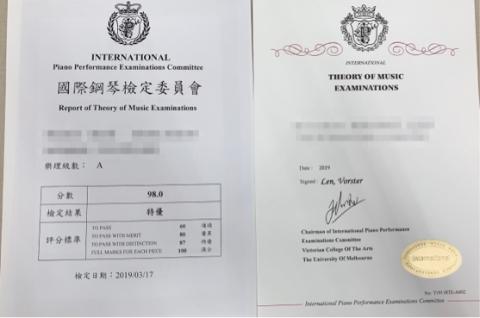 INTERNATIONAL
Piano Performance Examinations Committee
國際鋼琴檢定委員會
Report of Theory of Music Examinations
樂理級數： A
分數 98.0
檢定結果 特優
評分標準
TO PASS 60
TO PASS WITH MERIT 80
TO PASS WITH DISTINCTION 87 特優
FULL MARKS FOR EACH PIECE 100 滿分
檢定日期：2019/03/17
INTERNATIONAL
THEORY OF MUSIC
EXAMINATIONS
Date : 2019
Signed : Len, Vorster
Chairman of International Piano Performance
Examinations Committee
Victorian College Of The Arts
The University Of Melbourne
International
International Piano Performance Examinations Committee